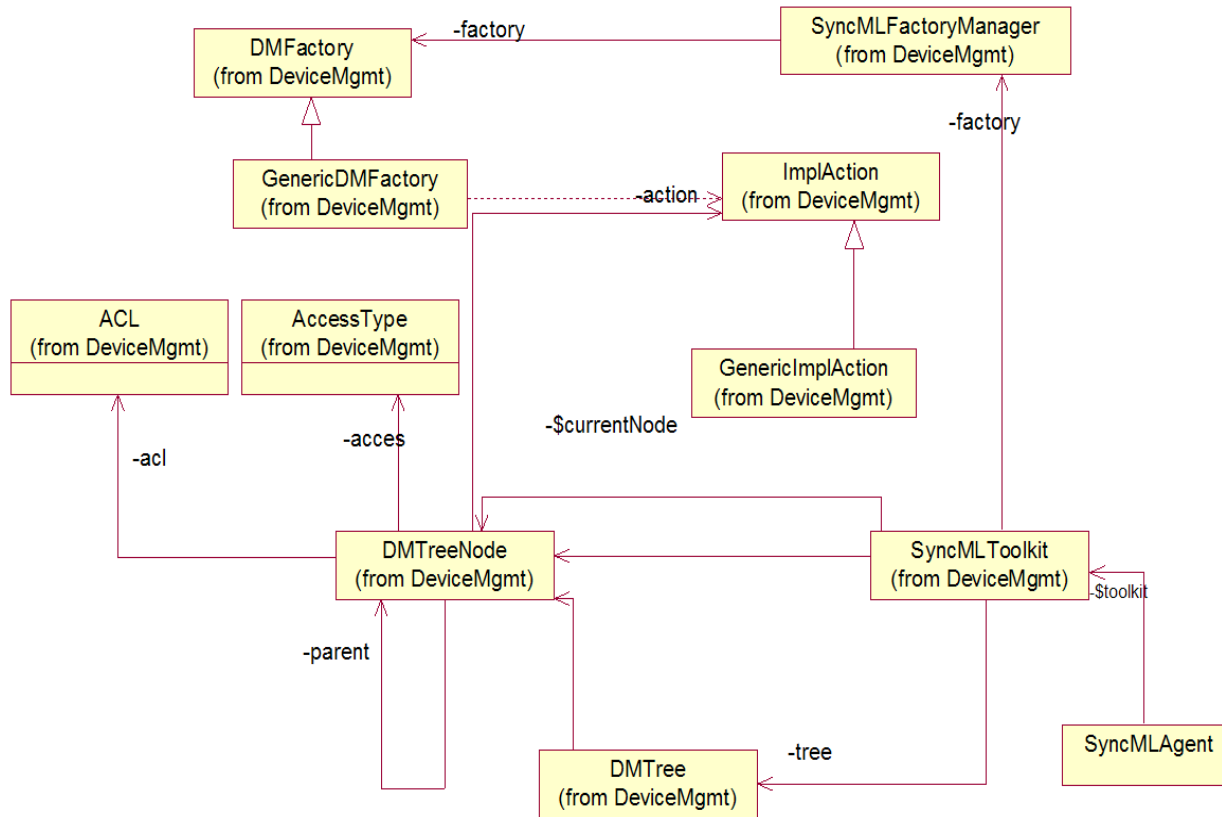 DMFactory
(from DeviceMgmt)
-factory
SyncMLFactoryManager
(from DeviceMgmt)
-factory
GenericDMFactory
(from DeviceMgmt)
-action
ImplAction
(from DeviceMgmt)
ACL
(from DeviceMgmt)
AccessType
(from DeviceMgmt)
GenericImplAction
(from DeviceMgmt)
-$currentNode
-acces
-acl
DMTreeNode
(from DeviceMgmt)
SyncMLToolkit
(from DeviceMgmt)
-$toolkit
-parent
DMTree
(from DeviceMgmt)
-tree
SyncMLAgent